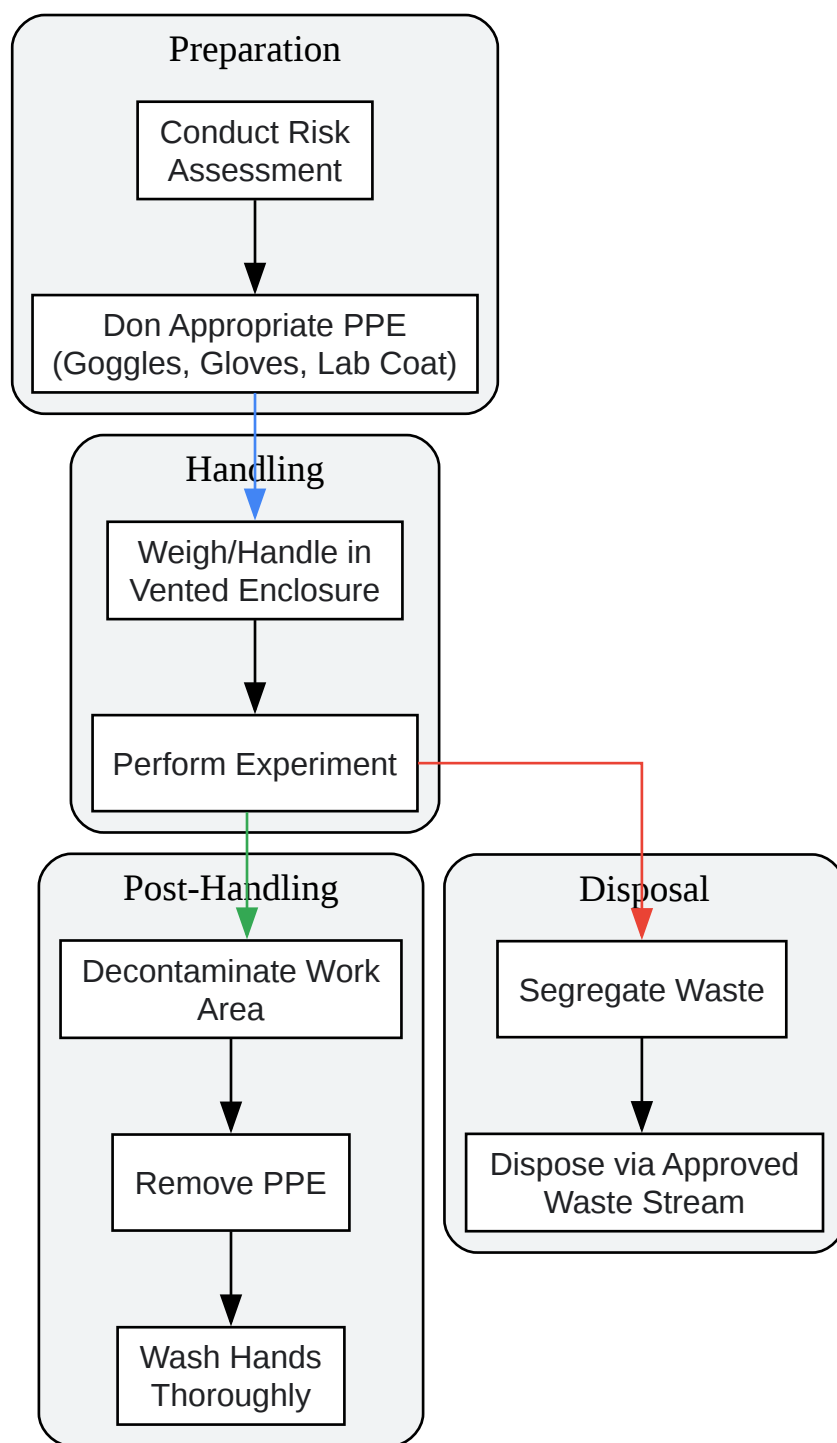 Preparation
Conduct Risk
Assessment
Don Appropriate PPE
(Goggles, Gloves, Lab Coat)
Handling
Weigh/Handle in
Vented Enclosure
Perform Experiment
Post-Handling
Decontaminate Work
Area
Remove PPE
Wash Hands
Thoroughly
Disposal
Segregate Waste
Dispose via Approved
Waste Stream